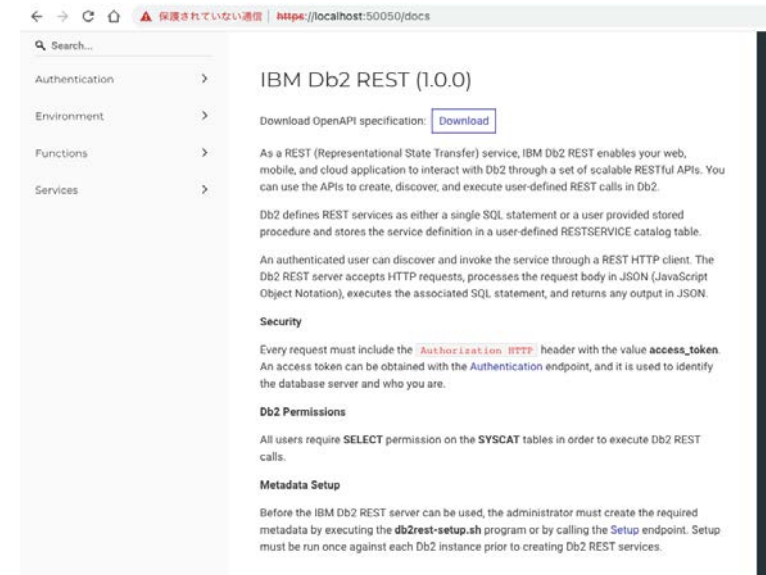 保護されていない通信 | https://localhost:50050/docs
Search...
Authentication
Environment
Functions
Services
IBM Db2 REST (1.0.0)
Download OpenAPI specification: Download
As a REST (Representational State Transfer) service, IBM Db2 REST enables your web,
mobile, and cloud application to interact with Db2 through a set of scalable RESTful APIs. You
can use the APIs to create, discover, and execute user-defined REST calls in Db2.
Db2 defines REST services as either a single SQL statement or a user provided stored
procedure and stores the service definition in a user-defined RESTSERVICE catalog table.
An authenticated user can discover and invoke the service through a REST HTTP client. The
Db2 REST server accepts HTTP requests, processes the request body in JSON (JavaScript
Object Notation), executes the associated SQL statement, and returns any output in JSON.
Security
Every request must include the Authorization HTTP header with the value access_token.
An access token can be obtained with the Authentication endpoint, and it is used to identify
the database server and who you are.
Db2 Permissions
All users require SELECT permission on the SYSCAT tables in order to execute Db2 REST
calls.
Metadata Setup
Before the IBM Db2 REST server can be used, the administrator must create the required
metadata by executing the db2rest-setup.sh program or by calling the Setup endpoint. Setup
must be run once against each Db2 instance prior to creating Db2 REST services.